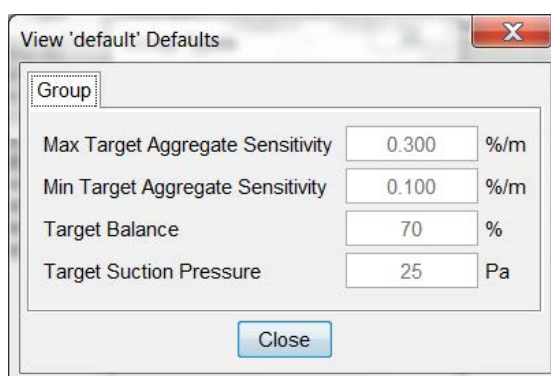 View 'default' Defaults
Group
Max Target Aggregate Sensitivity 0.300 %/m
Min Target Aggregate Sensitivity 0.100 %/m
Target Balance 70 %
Target Suction Pressure 25 Pa
Close